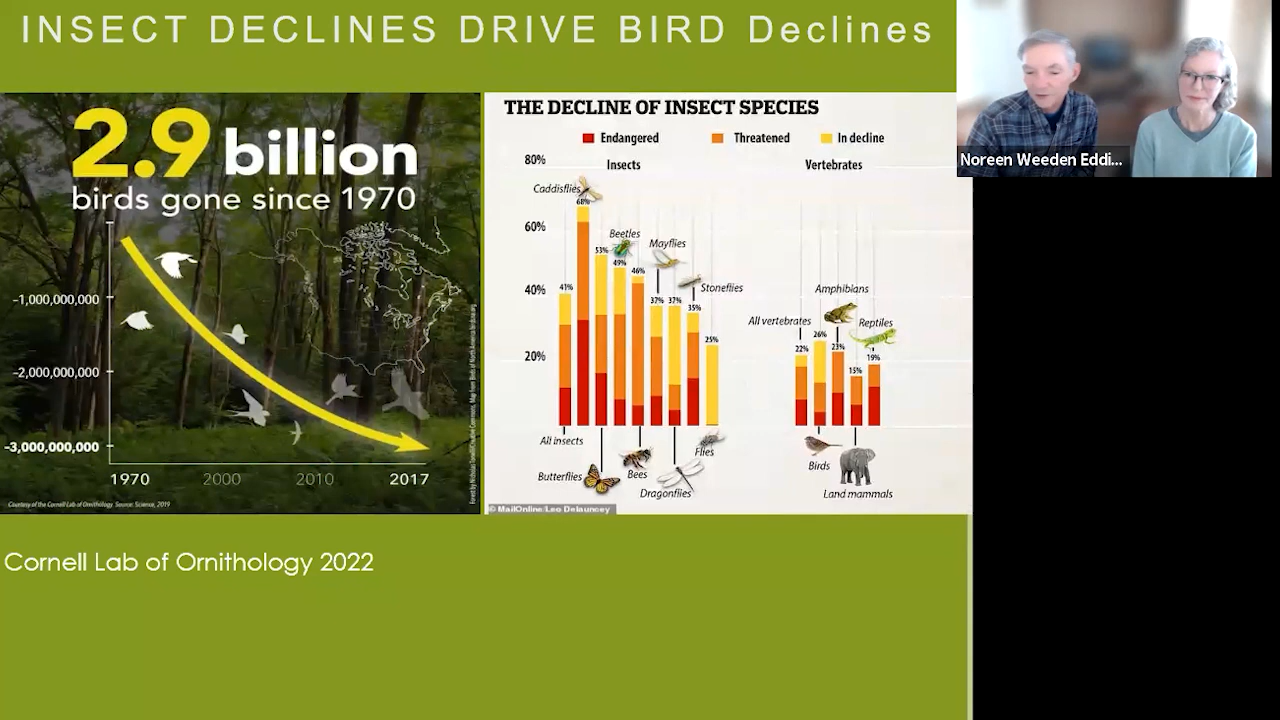 INSECT DECLINES DRIVE BIRD Declines
2.9 billion
birds gone since 1970
-1,000,000,000
-2,000,000,000
-3,000,000,000
1970 2000 2010 2017
Courtesy of the Cornell Lab of Ornithology Source: Science, 2019
THE DECLINE OF INSECT SPECIES
Endangered Threatened In decline
Insects Vertebrates
80%
60%
40%
20%
Caddisflies
68%
Beetles
Mayflies
Stoneflies
41%
53%
49%
46%
37%
37%
35%
25%
All insects
Butterflies
Bees
Dragonflies
Flies
All vertebrates
Amphibians
Reptiles
22%
26%
23%
15%
19%
Birds
Land mammals
© MailOnline/Leo Delauncey
Cornell Lab of Ornithology 2022
Noreen Weeden Eddi...